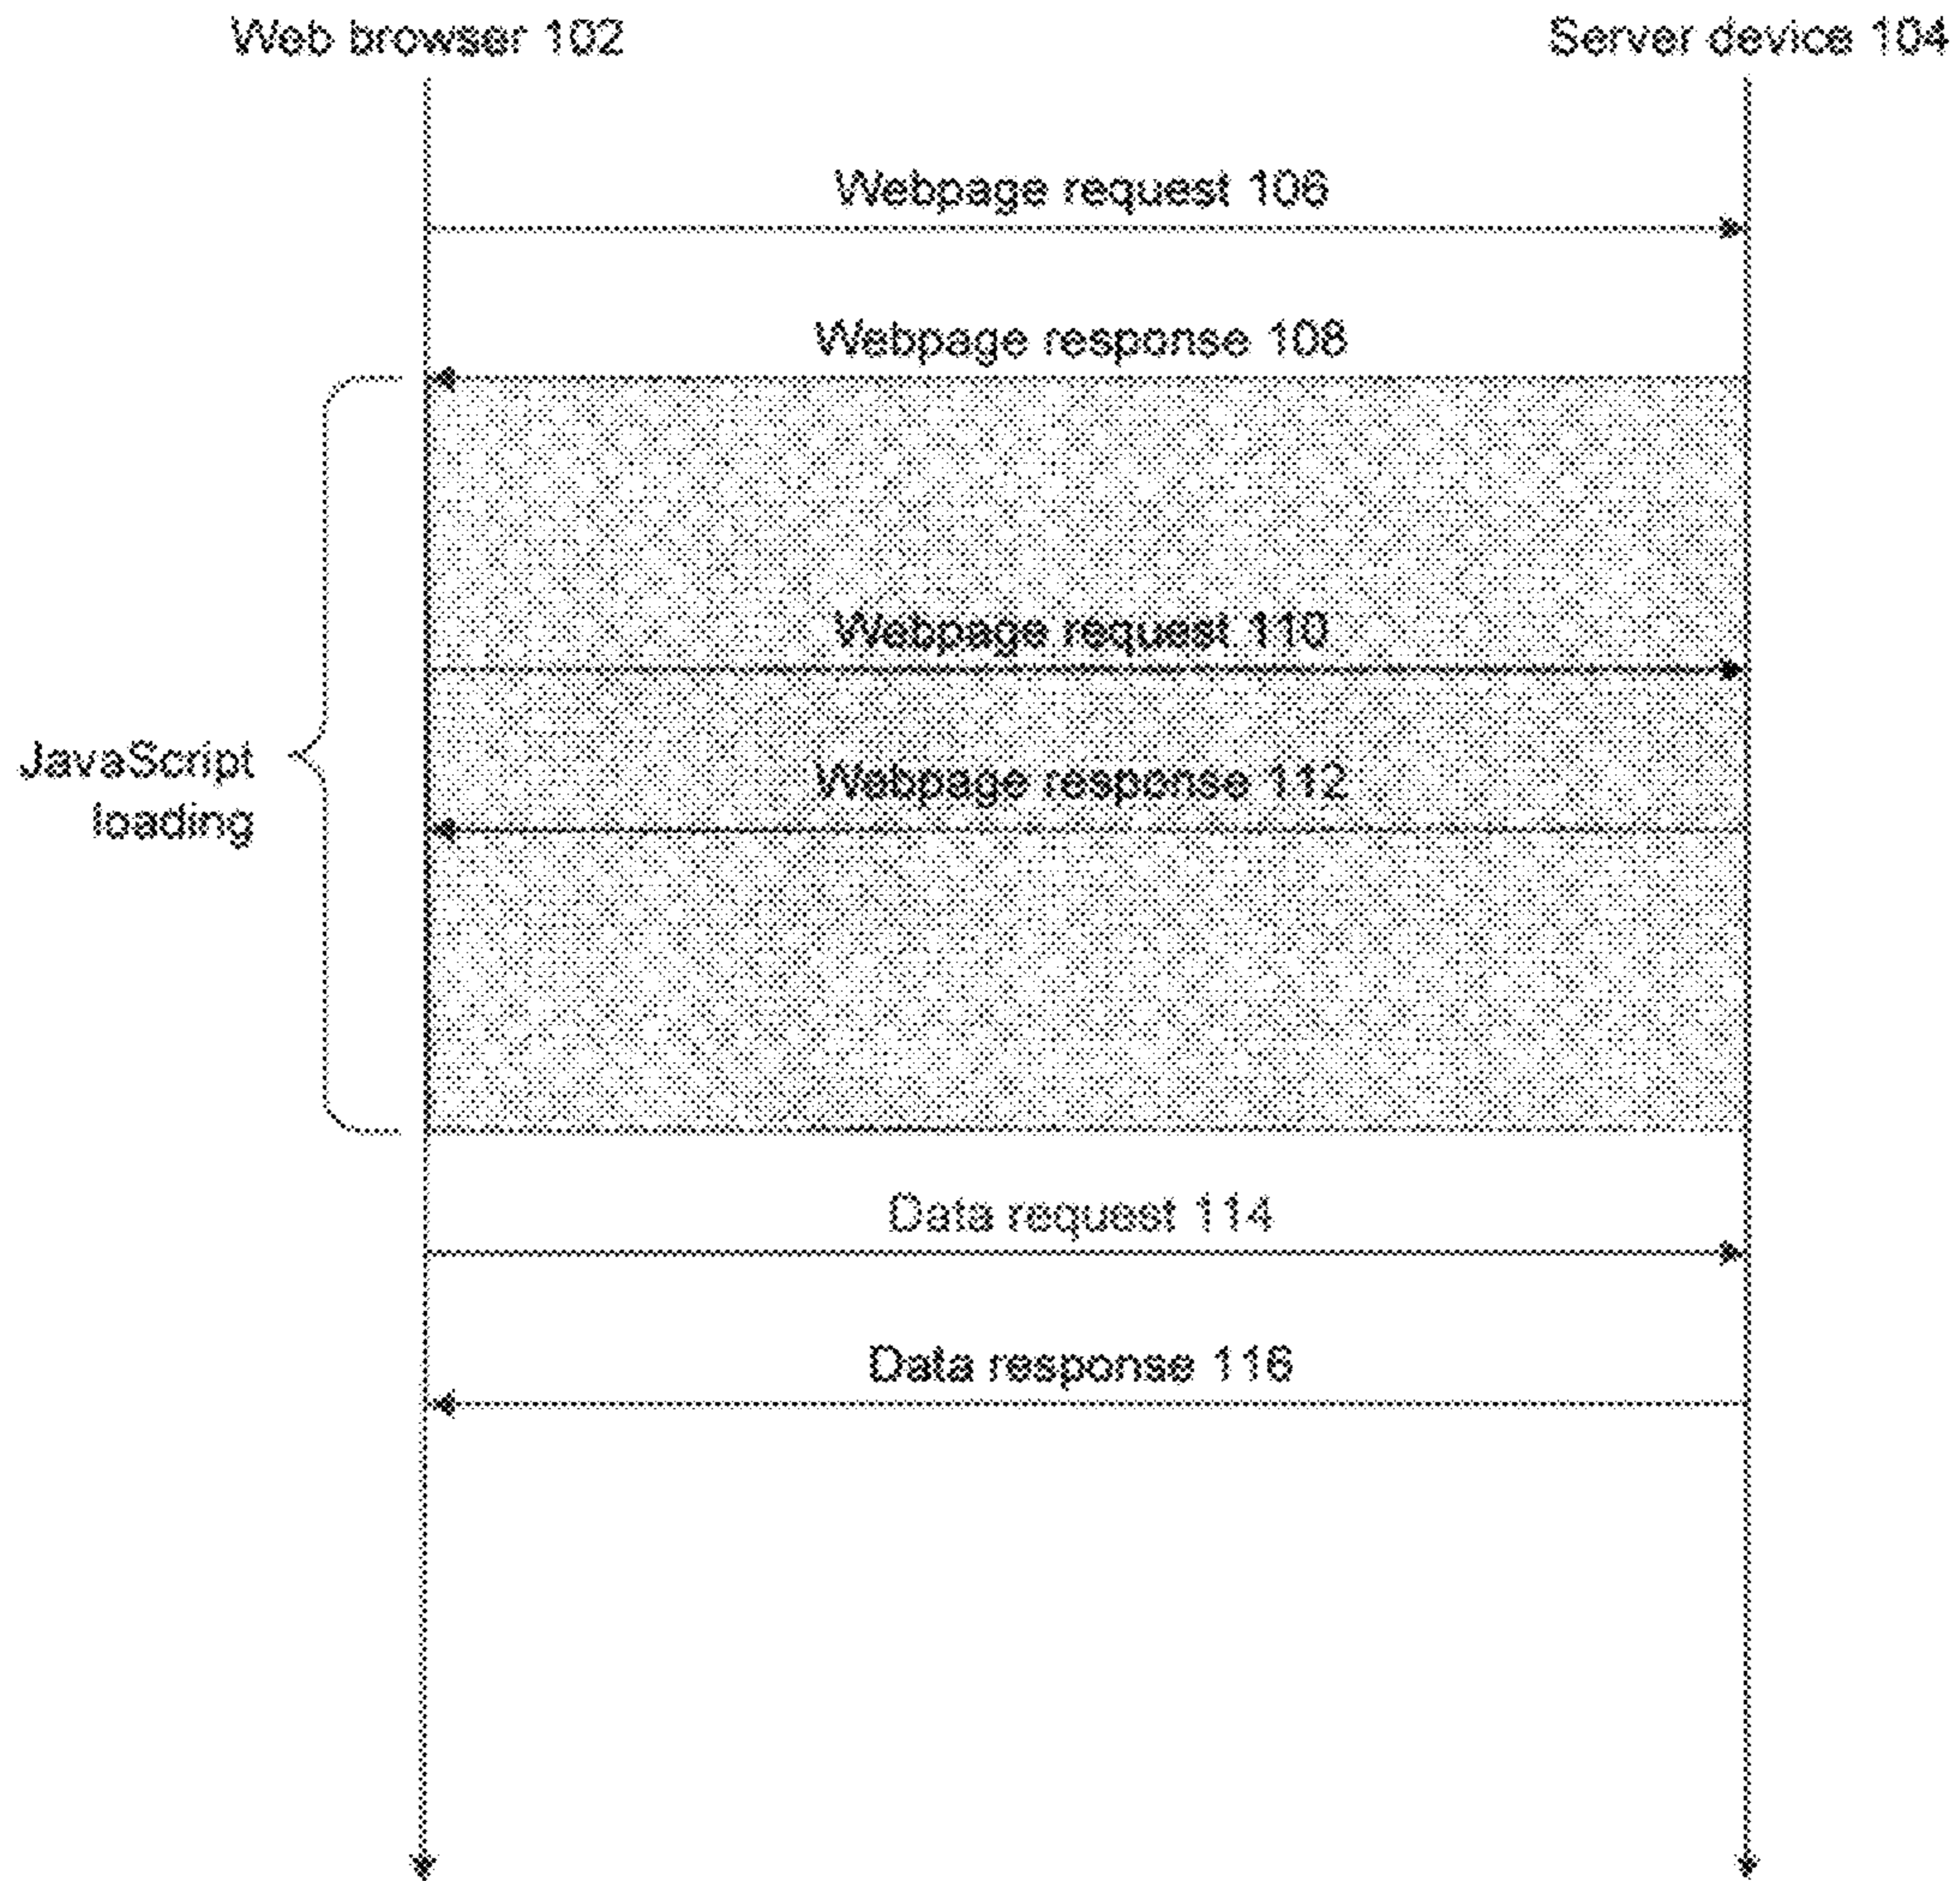 Web browser 102
Server device 104
Webpage request 106
Webpage response 108
Webpage request 110
JavaScript
loading
Webpage response 112
Data request 114
Data response 116